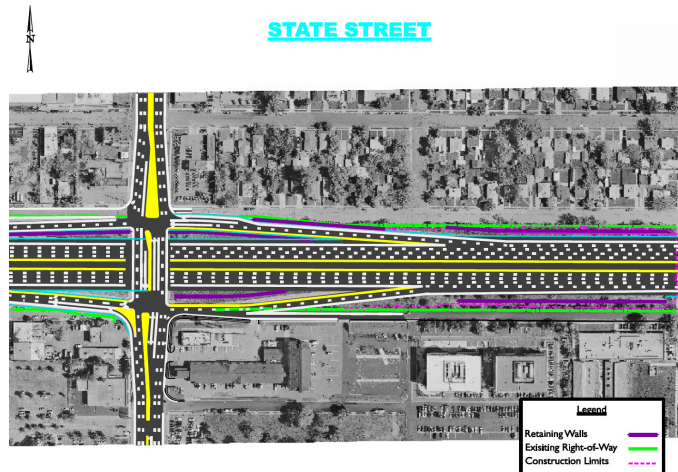 N
STATE STREET
Legend
Retaining Walls
Exisiting Right-of-Way
Construction Limits